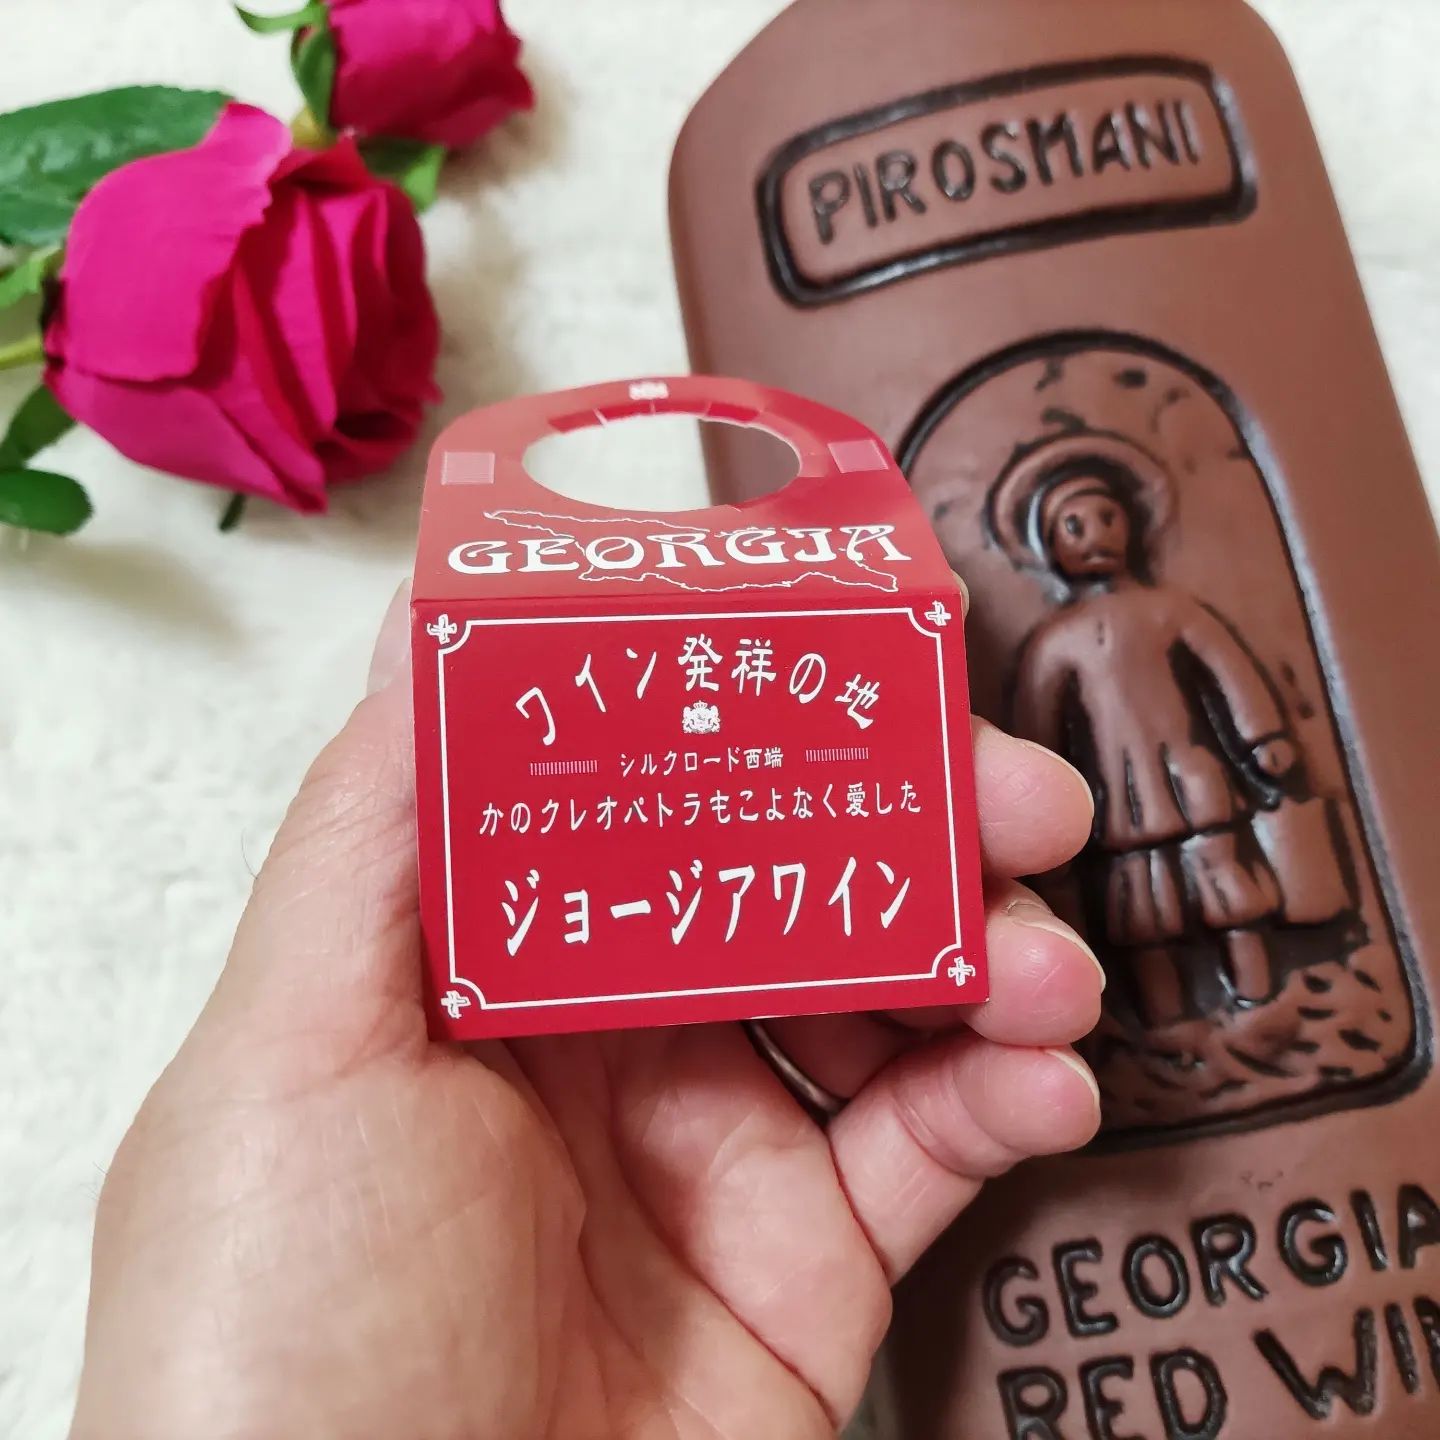 GEORGIA
ワイン発祥の地
シルクロード西端
かのクレオパトラもこよなく愛した
ジョージアワイン
PIROSMANI
GEORGIA
RED WI